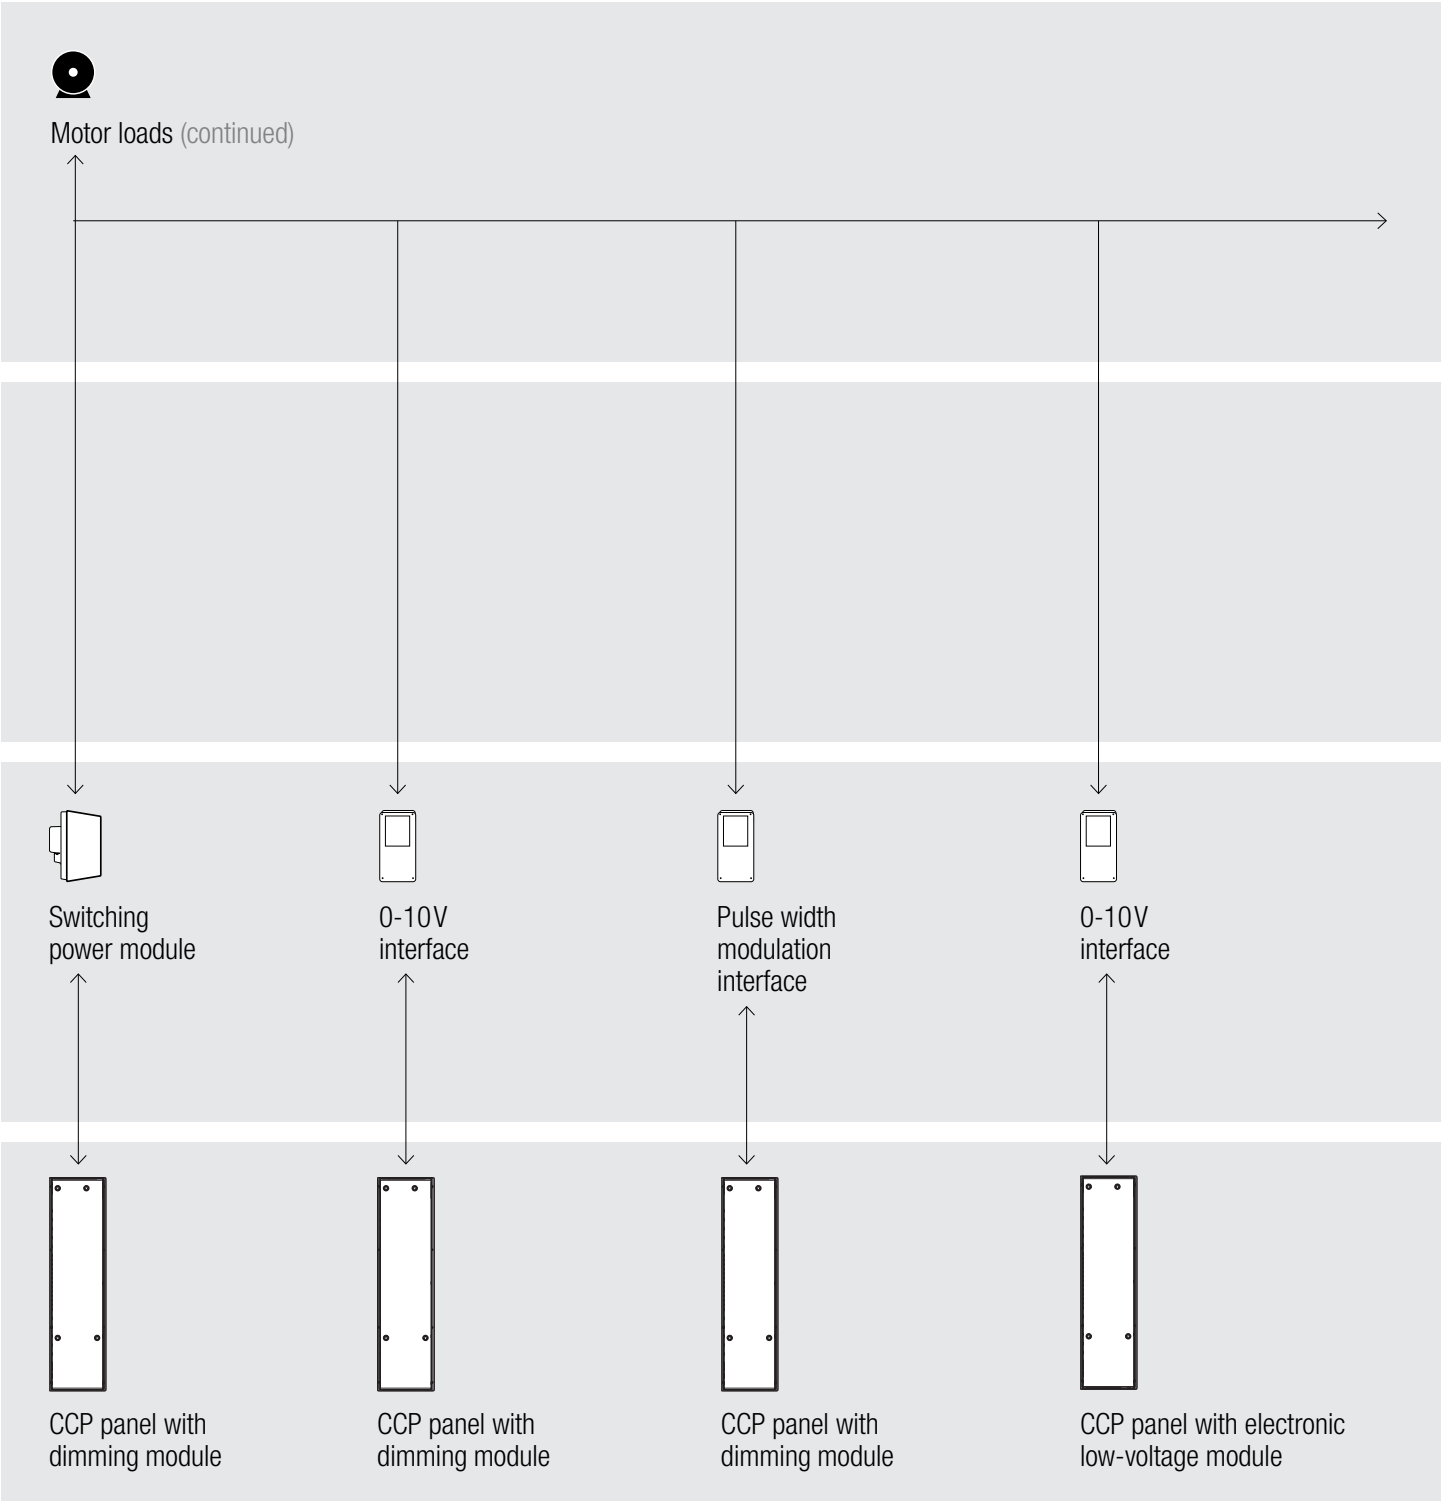 Motor loads (continued)
Switching
power module
0-10V
interface
Pulse width
modulation
interface
0-10V
interface
CCP panel with
dimming module
CCP panel with
dimming module
CCP panel with
dimming module
CCP panel with electronic
low-voltage module